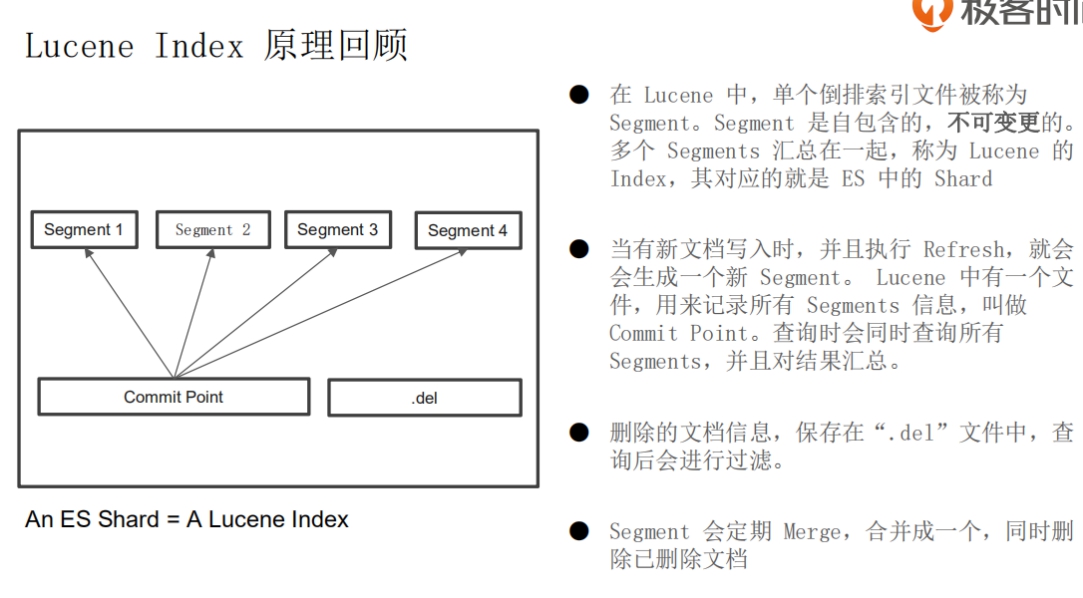 极客时间
Lucene Index 原理回顾
Segment 1
Segment 2
Segment 3
Segment 4
Commit Point
.del
An ES Shard = A Lucene Index
● 在 Lucene 中，单个倒排索引文件被称为
Segment。Segment 是自包含的，不可变更的。
多个 Segments 汇总在一起，称为 Lucene 的
Index，其对应的就是 ES 中的 Shard
● 当有新文档写入时，并且执行 Refresh，就会
会生成一个新 Segment。 Lucene 中有一个文
件，用来记录所有 Segments 信息，叫做
Commit Point。查询时会同时查询所有
Segments，并且对结果汇总。
● 删除的文档信息，保存在“.del”文件中，查
询后会进行过滤。
● Segment 会定期 Merge，合并成一个，同时删
除已删除文档